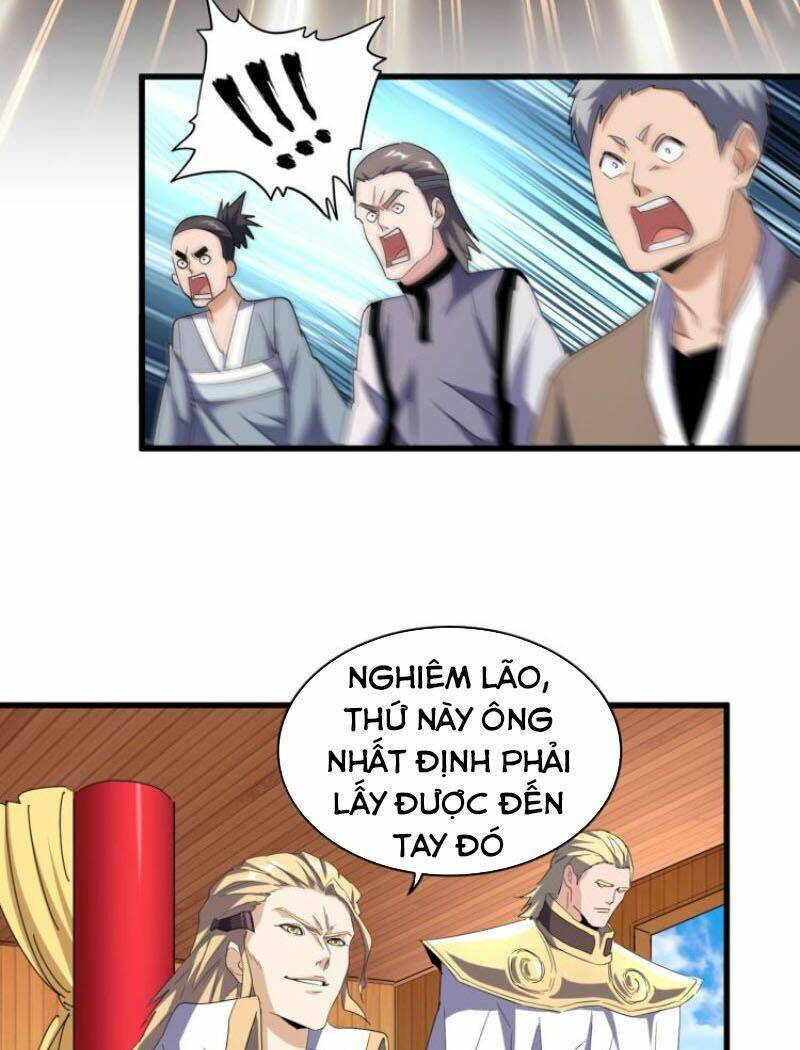 !!!
NGHIÊM LÃO,
THỨ NÀY ÔNG
NHẤT ĐỊNH PHẢI
LẤY ĐƯỢC ĐẾN
TAY ĐÓ